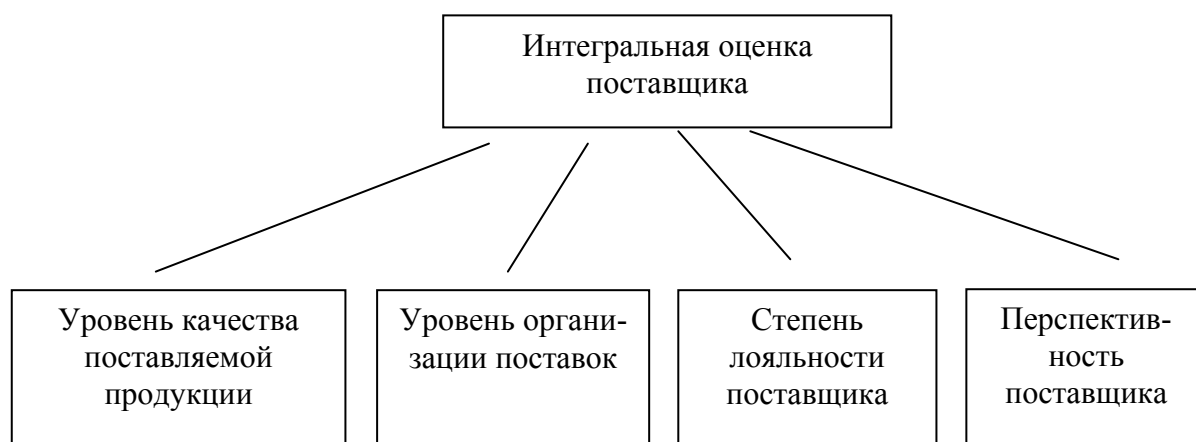 Интегральная оценка
поставщика
Уровень качества
поставляемой
продукции
Уровень органи-
зации поставок
Степень
лояльности
поставщика
Перспектив-
ность
поставщика